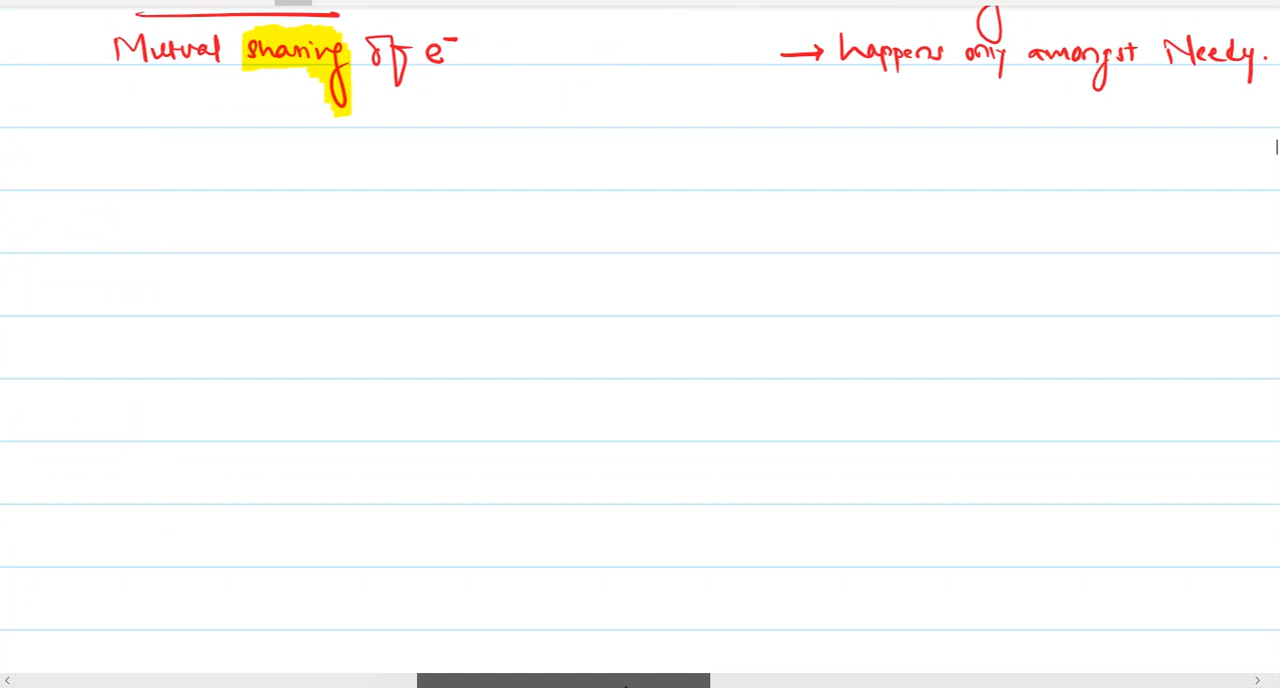 Mutual sharing of e⁻
→ happens only amongst Needy.